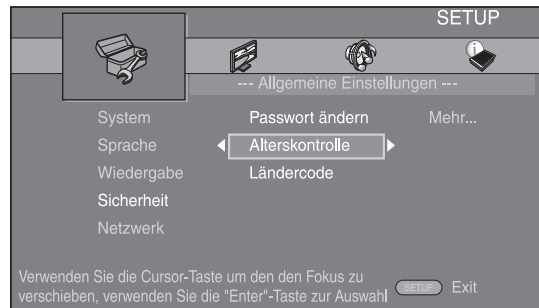 SETUP
--- Allgemeine Einstellungen ---
System
Passwort ändern
Mehr...
Sprache
Alterskontrolle
Wiedergabe
Ländercode
Sicherheit
Netzwerk
Verwenden Sie die Cursor-Taste um den den Fokus zu
verschieben, verwenden Sie die "Enter"-Taste zur Auswahl
SETUP Exit